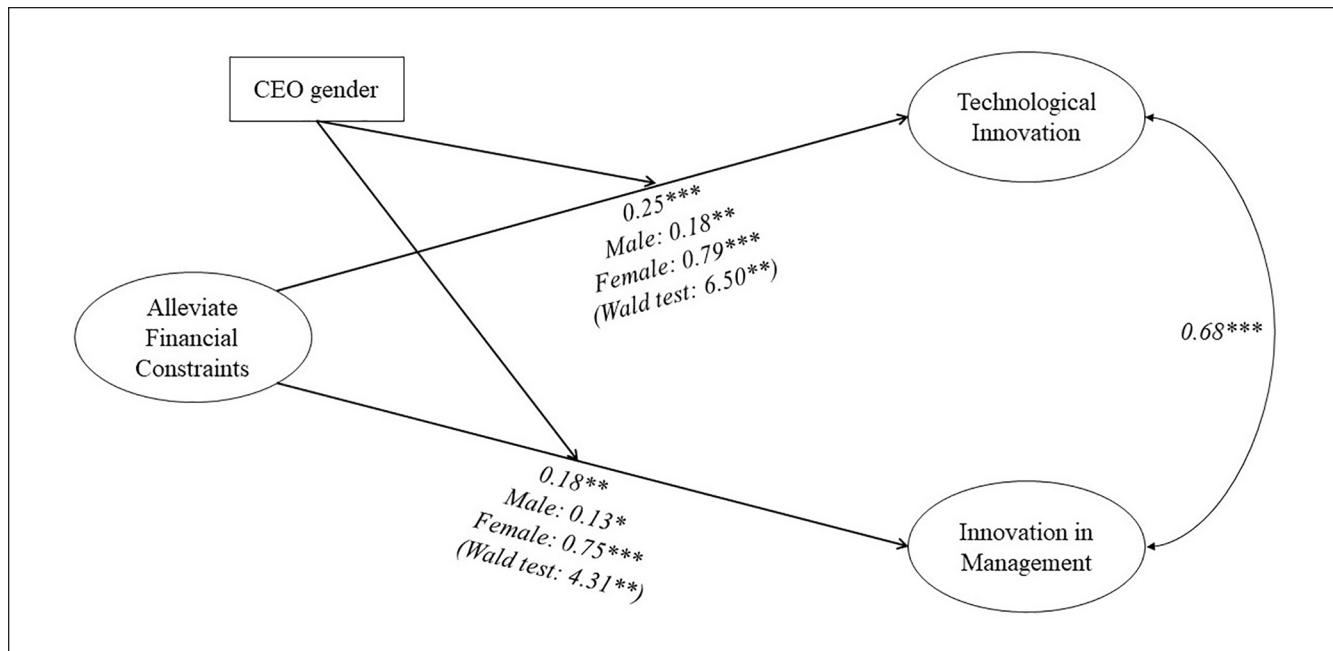 CEO gender
Technological
Innovation
0.25***
Male: 0.18**
Female: 0.79***
(Wald test: 6.50**)
Alleviate
Financial
Constraints
0.68***
0.18**
Male: 0.13*
Female: 0.75***
(Wald test: 4.31**)
Innovation in
Management